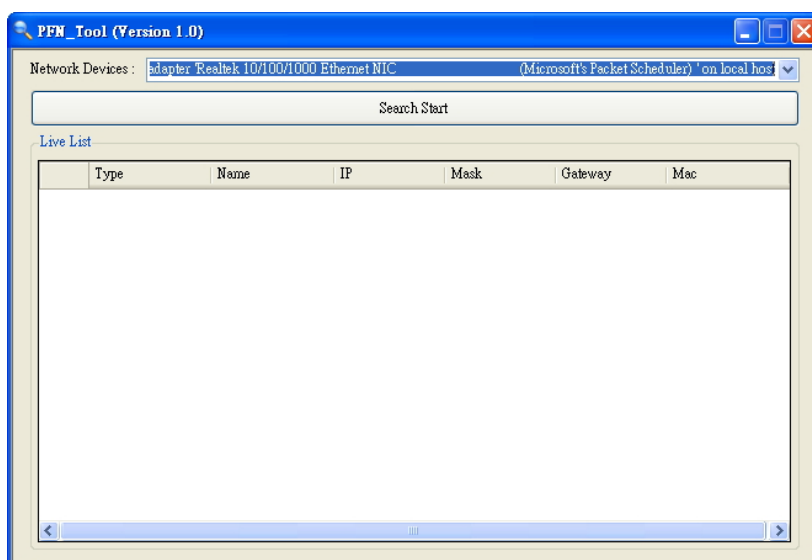 PFN_Tool (Version 1.0)
Network Devices : adapter 'Realtek 10/100/1000 Ethernet NIC (Microsoft's Packet Scheduler) ' on local host
Search Start
Live List
Type Name IP Mask Gateway Mac